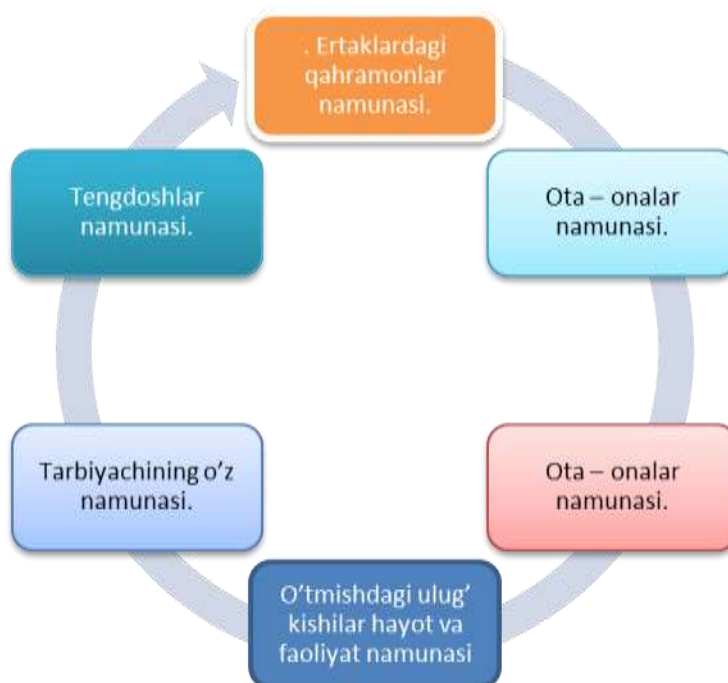 . Ertaklardagi
qahramonlar
namunasi.
Ota – onalar
namunasi.
Ota – onalar
namunasi.
O’tmishdagi ulug’
kishilar hayot va
faoliyat namunasi
Tarbiyachining o’z
namunasi.
Tengdoshlar
namunasi.